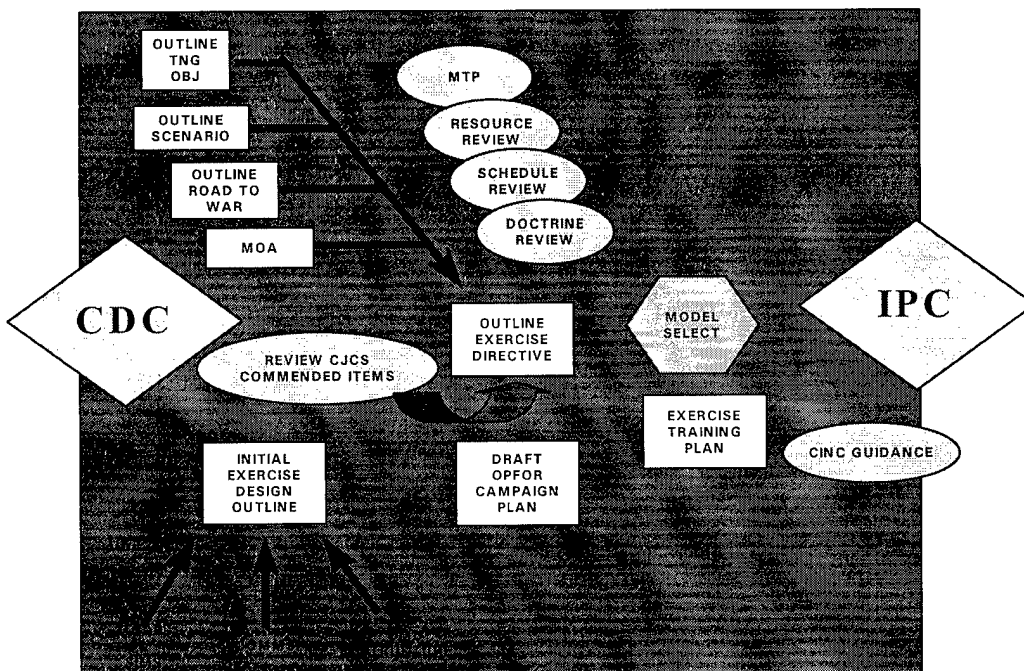 OUTLINE
TNG
OBJ
OUTLINE
SCENARIO
OUTLINE
ROAD TO
WAR
MOA
MTP
RESOURCE
REVIEW
SCHEDULE
REVIEW
DOCTRINE
REVIEW
CDC
REVIEW CJCS
COMMENDED ITEMS
OUTLINE
EXERCISE
DIRECTIVE
MODEL
SELECT
IPC
INITIAL
EXERCISE
DESIGN
OUTLINE
DRAFT
OPFOR
CAMPAIGN
PLAN
EXERCISE
TRAINING
PLAN
CINC GUIDANCE